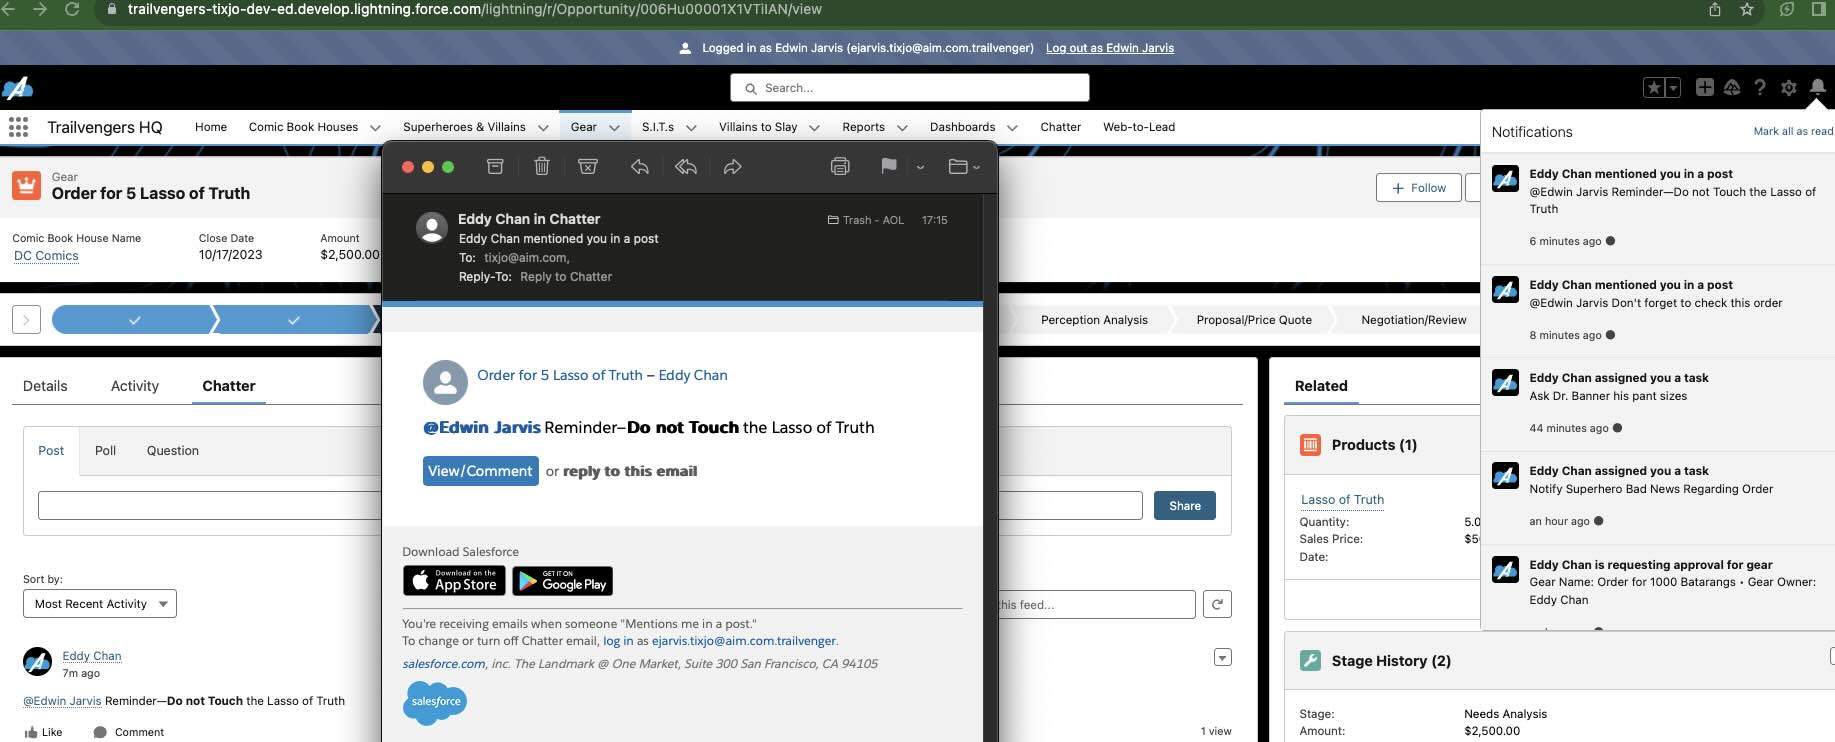 trailvengers-tixjo-dev-ed.develop.lightning.force.com/lightning/r/Opportunity/006Hu00001X1VTiIAN/view
Logged in as Edwin Jarvis (ejarvis.tixjo@aim.com.trailvenger) Log out as Edwin Jarvis
Search...
Trailvengers HQ Home Comic Book Houses Superheroes & Villains Gear S.I.T.s Villains to Slay Reports Dashboards Chatter Web-to-Lead
Gear
Order for 5 Lasso of Truth
+ Follow
Comic Book House Name Close Date Amount
DC Comics 10/17/2023 $2,500.00
Perception Analysis Proposal/Price Quote Negotiation/Review
Details Activity Chatter
Post Poll Question
Share
Sort by:
Most Recent Activity
this feed...
Eddy Chan
7m ago
@Edwin Jarvis Reminder—Do not Touch the Lasso of Truth
Like Comment
1 view
Eddy Chan in Chatter
Trash - AOL 17:15
Eddy Chan mentioned you in a post
To: tixjo@aim.com,
Reply-To: Reply to Chatter
Order for 5 Lasso of Truth – Eddy Chan
@Edwin Jarvis Reminder—Do not Touch the Lasso of Truth
View/Comment or reply to this email
Download Salesforce
Download on the
App Store
GET IT ON
Google Play
You're receiving emails when someone "Mentions me in a post."
To change or turn off Chatter email, log in as ejarvis.tixjo@aim.com.trailvenger.
salesforce.com, inc. The Landmark @ One Market, Suite 300 San Francisco, CA 94105
salesforce
Related
Products (1)
Lasso of Truth
Quantity: 5.0
Sales Price: $5
Date:
Stage History (2)
Stage: Needs Analysis
Amount: $2,500.00
Notifications Mark all as read
Eddy Chan mentioned you in a post
@Edwin Jarvis Reminder—Do not Touch the Lasso of
Truth
6 minutes ago
Eddy Chan mentioned you in a post
@Edwin Jarvis Don't forget to check this order
8 minutes ago
Eddy Chan assigned you a task
Ask Dr. Banner his pant sizes
44 minutes ago
Eddy Chan assigned you a task
Notify Superhero Bad News Regarding Order
an hour ago
Eddy Chan is requesting approval for gear
Gear Name: Order for 1000 Batarangs • Gear Owner:
Eddy Chan